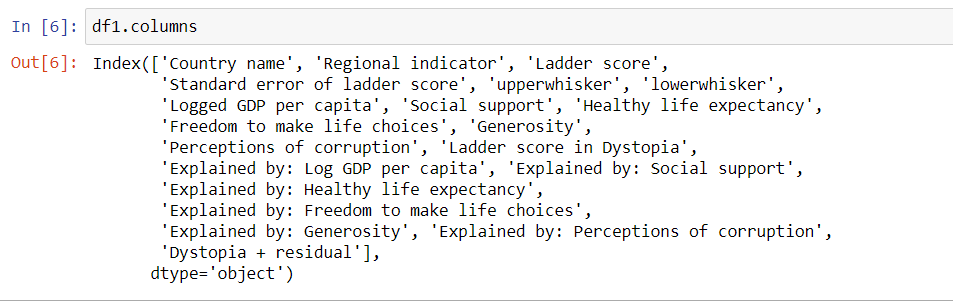 In [6]: df1.columns
Out[6]: Index(['Country name', 'Regional indicator', 'Ladder score',
'Standard error of ladder score', 'upperwhisker', 'lowerwhisker',
'Logged GDP per capita', 'Social support', 'Healthy life expectancy',
'Freedom to make life choices', 'Generosity',
'Perceptions of corruption', 'Ladder score in Dystopia',
'Explained by: Log GDP per capita', 'Explained by: Social support',
'Explained by: Healthy life expectancy',
'Explained by: Freedom to make life choices',
'Explained by: Generosity', 'Explained by: Perceptions of corruption',
'Dystopia + residual'],
dtype='object')